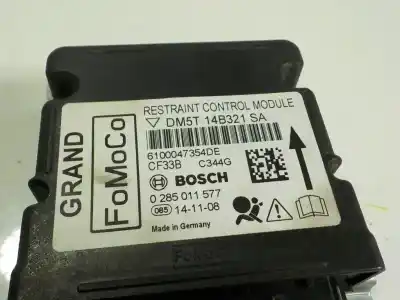 GRAND
FoMoCo
RESTRAINT CONTROL MODULE
DM5T 14B321 SA
6100047354DE
CF33B C344G
BOSCH
0 285 011 577
085 14-11-08
Made in Germany